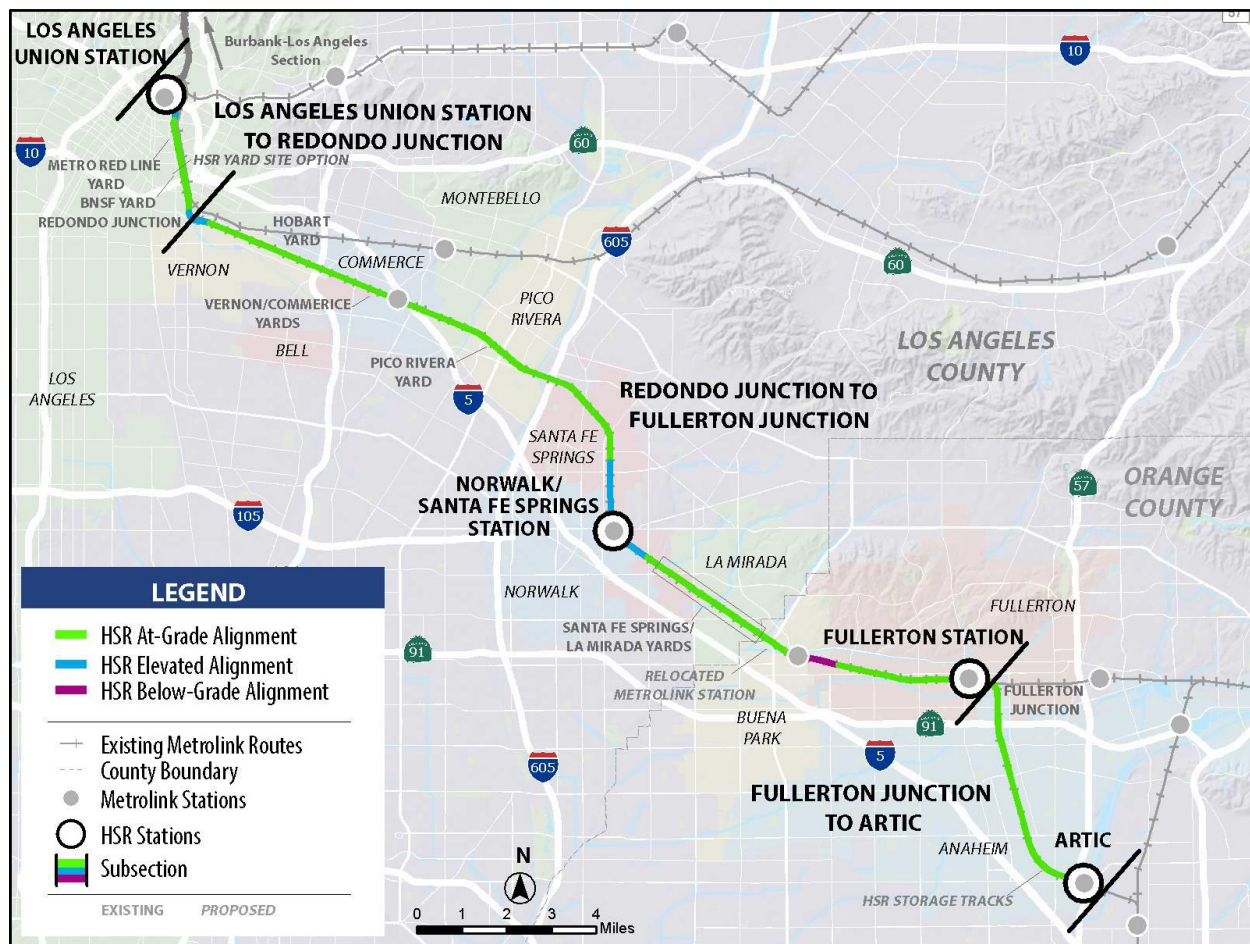 LOS ANGELES
UNION STATION
Burbank-Los Angeles
Section
57
10
LOS ANGELES UNION STATION
TO REDONDO JUNCTION
10
60
METRO RED LINE
YARD
HSR YARD SITE OPTION
BNSF YARD
REDONDO JUNCTION
MONTEBELLO
HOBART
YARD
605
60
VERNON
COMMERCE
VERNON/COMMERICE
YARDS
PICO
RIVERA
BELL
LOS ANGELES
COUNTY
PICO RIVERA
YARD
LOS
ANGELES
5
REDONDO JUNCTION TO
FULLERTON JUNCTION
SANTA FE
SPRINGS
57
ORANGE
COUNTY
NORWALK/
SANTA FE SPRINGS
STATION
105
LA MIRADA
NORWALK
FULLERTON
SANTA FE SPRINGS/
LA MIRADA YARDS
FULLERTON STATION
91
RELOCATED
METROLINK STATION
FULLERTON
JUNCTION
BUENA
PARK
91
5
605
FULLERTON JUNCTION
TO ARTIC
ARTIC
ANAHEIM
HSR STORAGE TRACKS
LEGEND
HSR At-Grade Alignment
HSR Elevated Alignment
HSR Below-Grade Alignment
Existing Metrolink Routes
County Boundary
Metrolink Stations
HSR Stations
Subsection
EXISTING PROPOSED
N
0 1 2 3 4
Miles